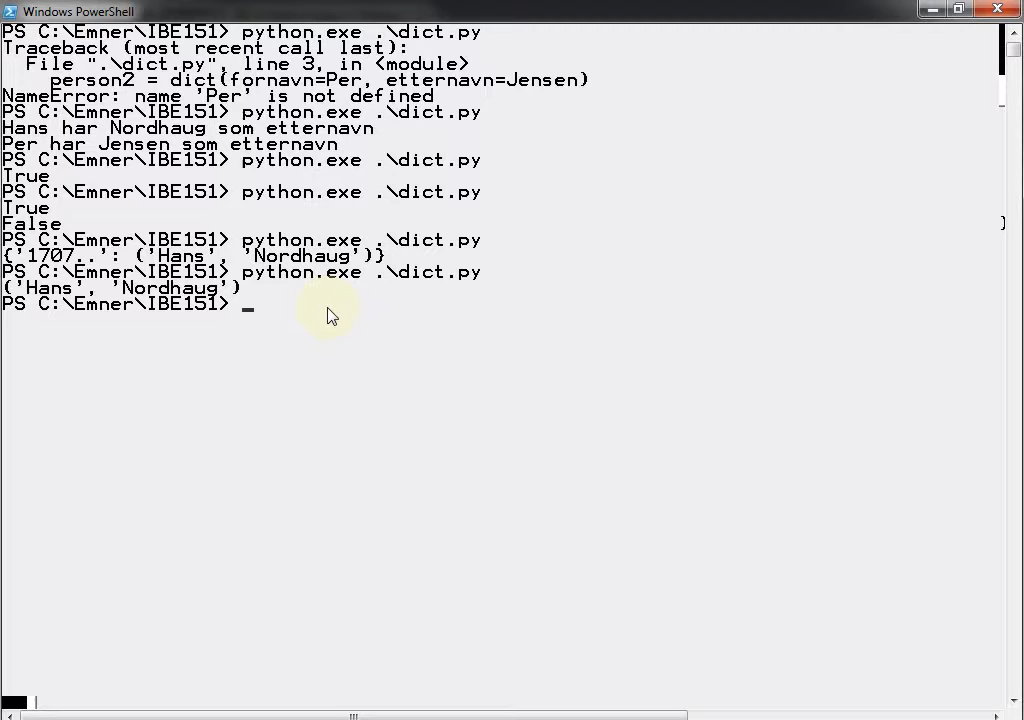 Windows PowerShell
PS C:\Emner\IBE151> python.exe .\dict.py
Traceback (most recent call last):
  File ".\dict.py", line 3, in <module>
    person2 = dict(fornavn=Per, etternavn=Jensen)
NameError: name 'Per' is not defined
PS C:\Emner\IBE151> python.exe .\dict.py
Hans har Nordhaug som etternavn
Per har Jensen som etternavn
PS C:\Emner\IBE151> python.exe .\dict.py
True
PS C:\Emner\IBE151> python.exe .\dict.py
True
False
PS C:\Emner\IBE151> python.exe .\dict.py
{'1707..': ('Hans', 'Nordhaug')}
PS C:\Emner\IBE151> python.exe .\dict.py
('Hans', 'Nordhaug')
PS C:\Emner\IBE151> _